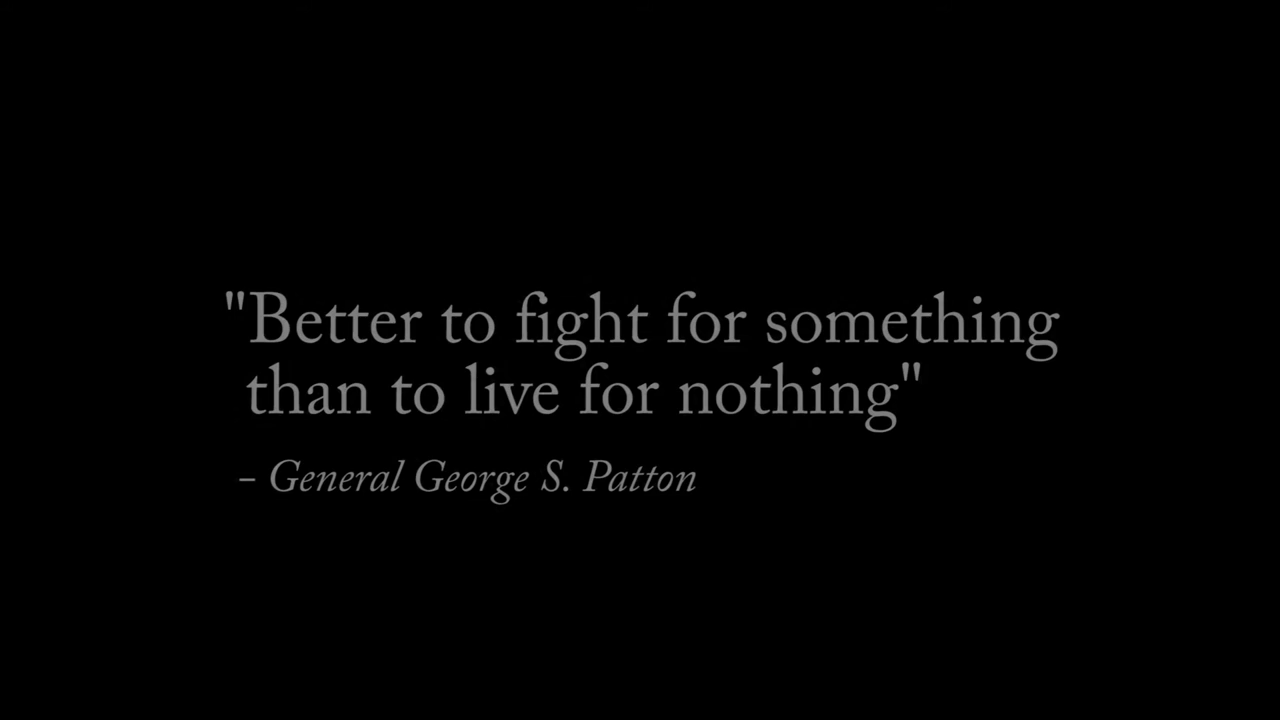 "Better to fight for something
than to live for nothing"
– General George S. Patton